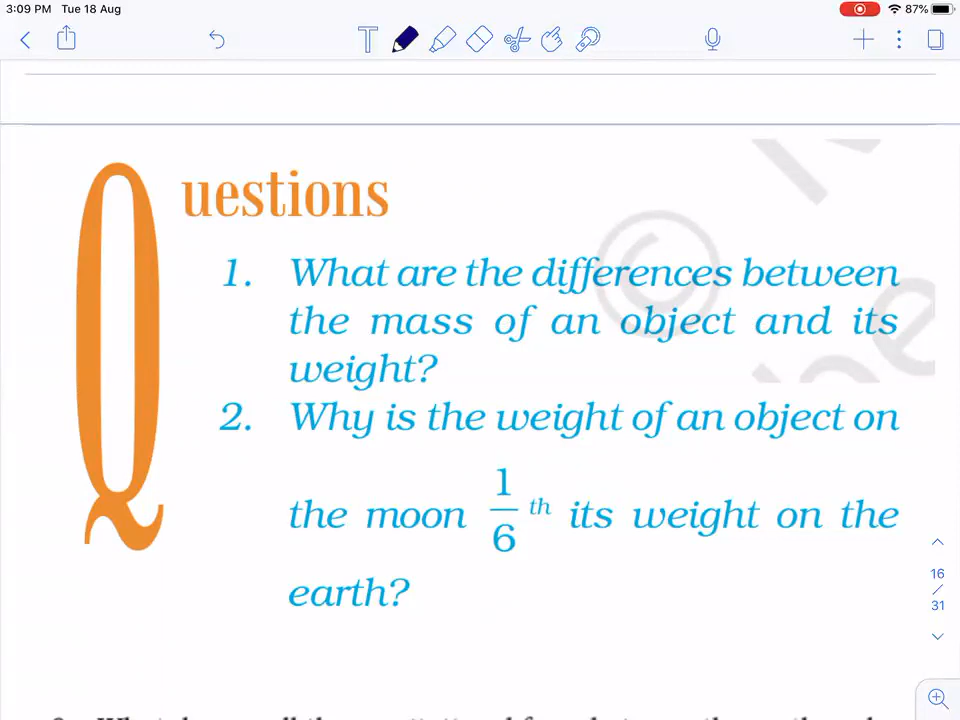 3:09 PM Tue 18 Aug 87%
Questions
1. What are the differences between
the mass of an object and its
weight?
2. Why is the weight of an object on
the moon 1/6 th its weight on the
earth?
16
/
31